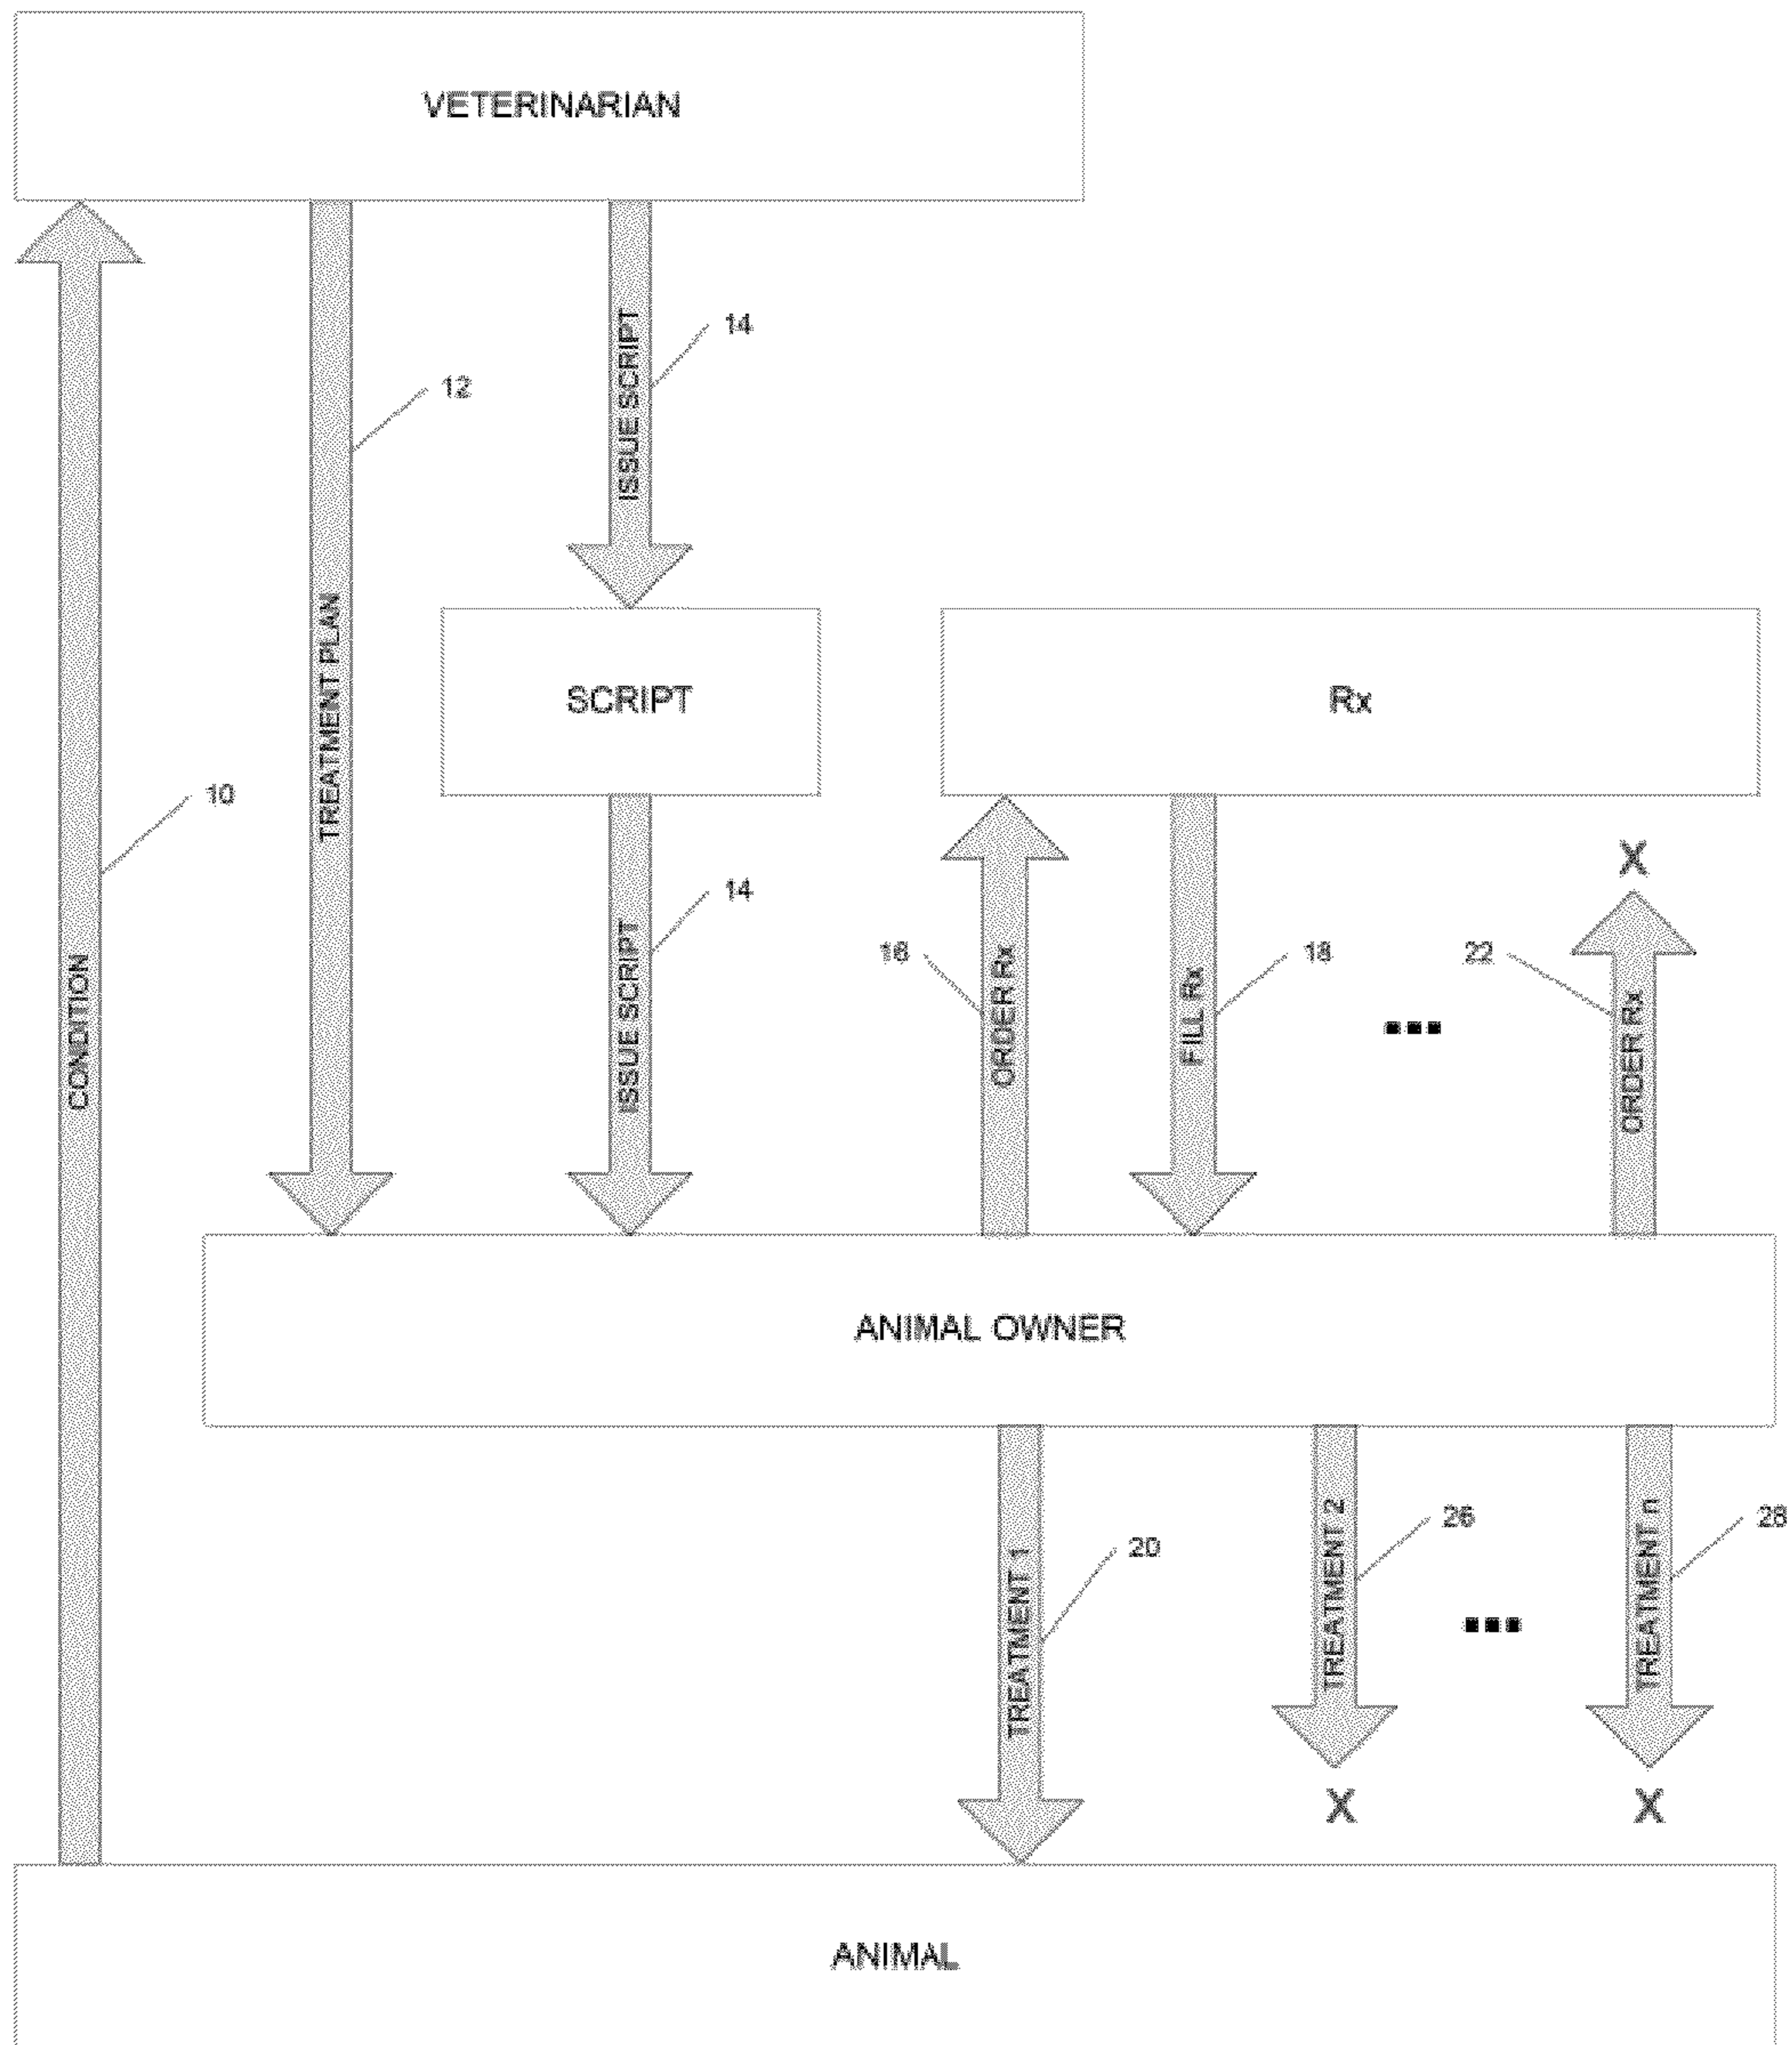 VETERINARIAN
ISSUE SCRIPT
14
12
TREATMENT PLAN
SCRIPT
Rx
10
CONDITION
ISSUE SCRIPT
14
16
ORDER Rx
FILL Rx
18
...
X
22
ORDER Rx
ANIMAL OWNER
TREATMENT 1
20
TREATMENT 2
26
...
TREATMENT n
28
X
X
ANIMAL